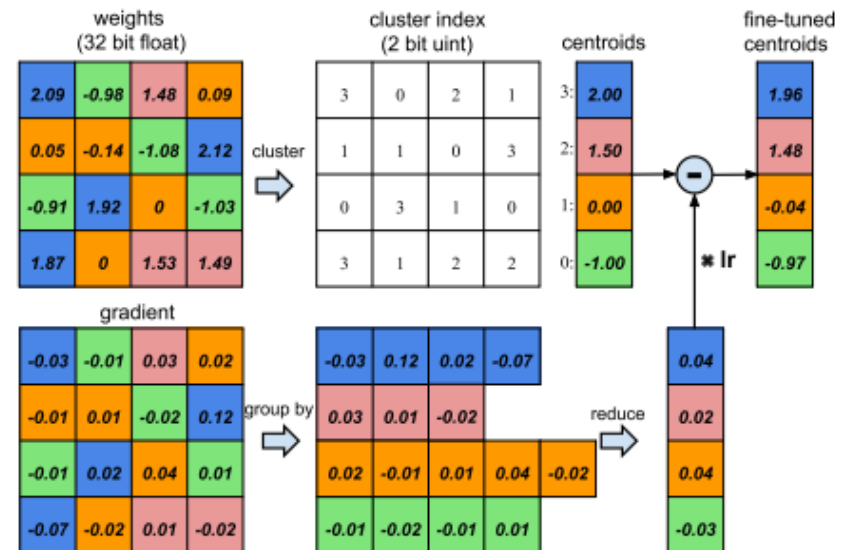 weights
(32 bit float)
cluster index
(2 bit uint)
centroids
fine-tuned
centroids
2.09 -0.98 1.48 0.09
0.05 -0.14 -1.08 2.12
-0.91 1.92 0 -1.03
1.87 0 1.53 1.49
cluster
3 0 2 1
1 1 0 3
0 3 1 0
3 1 2 2
3: 2.00
2: 1.50
1: 0.00
0: -1.00
-
1.96
1.48
-0.04
-0.97
* lr
gradient
-0.03 -0.01 0.03 0.02
-0.01 0.01 -0.02 0.12
-0.01 0.02 0.04 0.01
-0.07 -0.02 0.01 -0.02
group by
-0.03 0.12 0.02 -0.07
0.03 0.01 -0.02
0.02 -0.01 0.01 0.04 -0.02
-0.01 -0.02 -0.01 0.01
reduce
0.04
0.02
0.04
-0.03